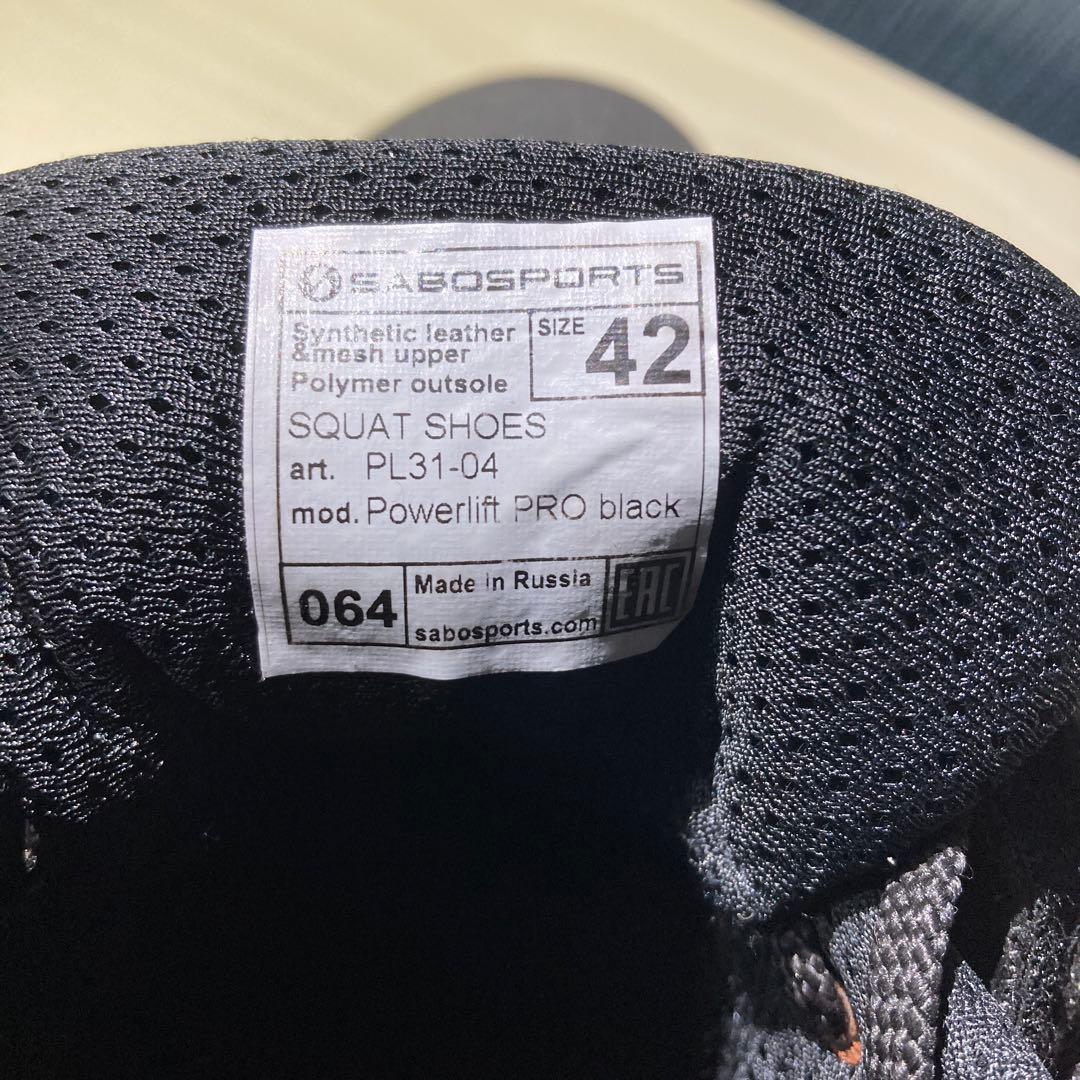 SABOSPORTS
Synthetic leather
&mesh upper
Polymer outsole
SIZE 42
SQUAT SHOES
art. PL31-04
mod. Powerlift PRO black
064
Made in Russia
sabosports.com
EAC